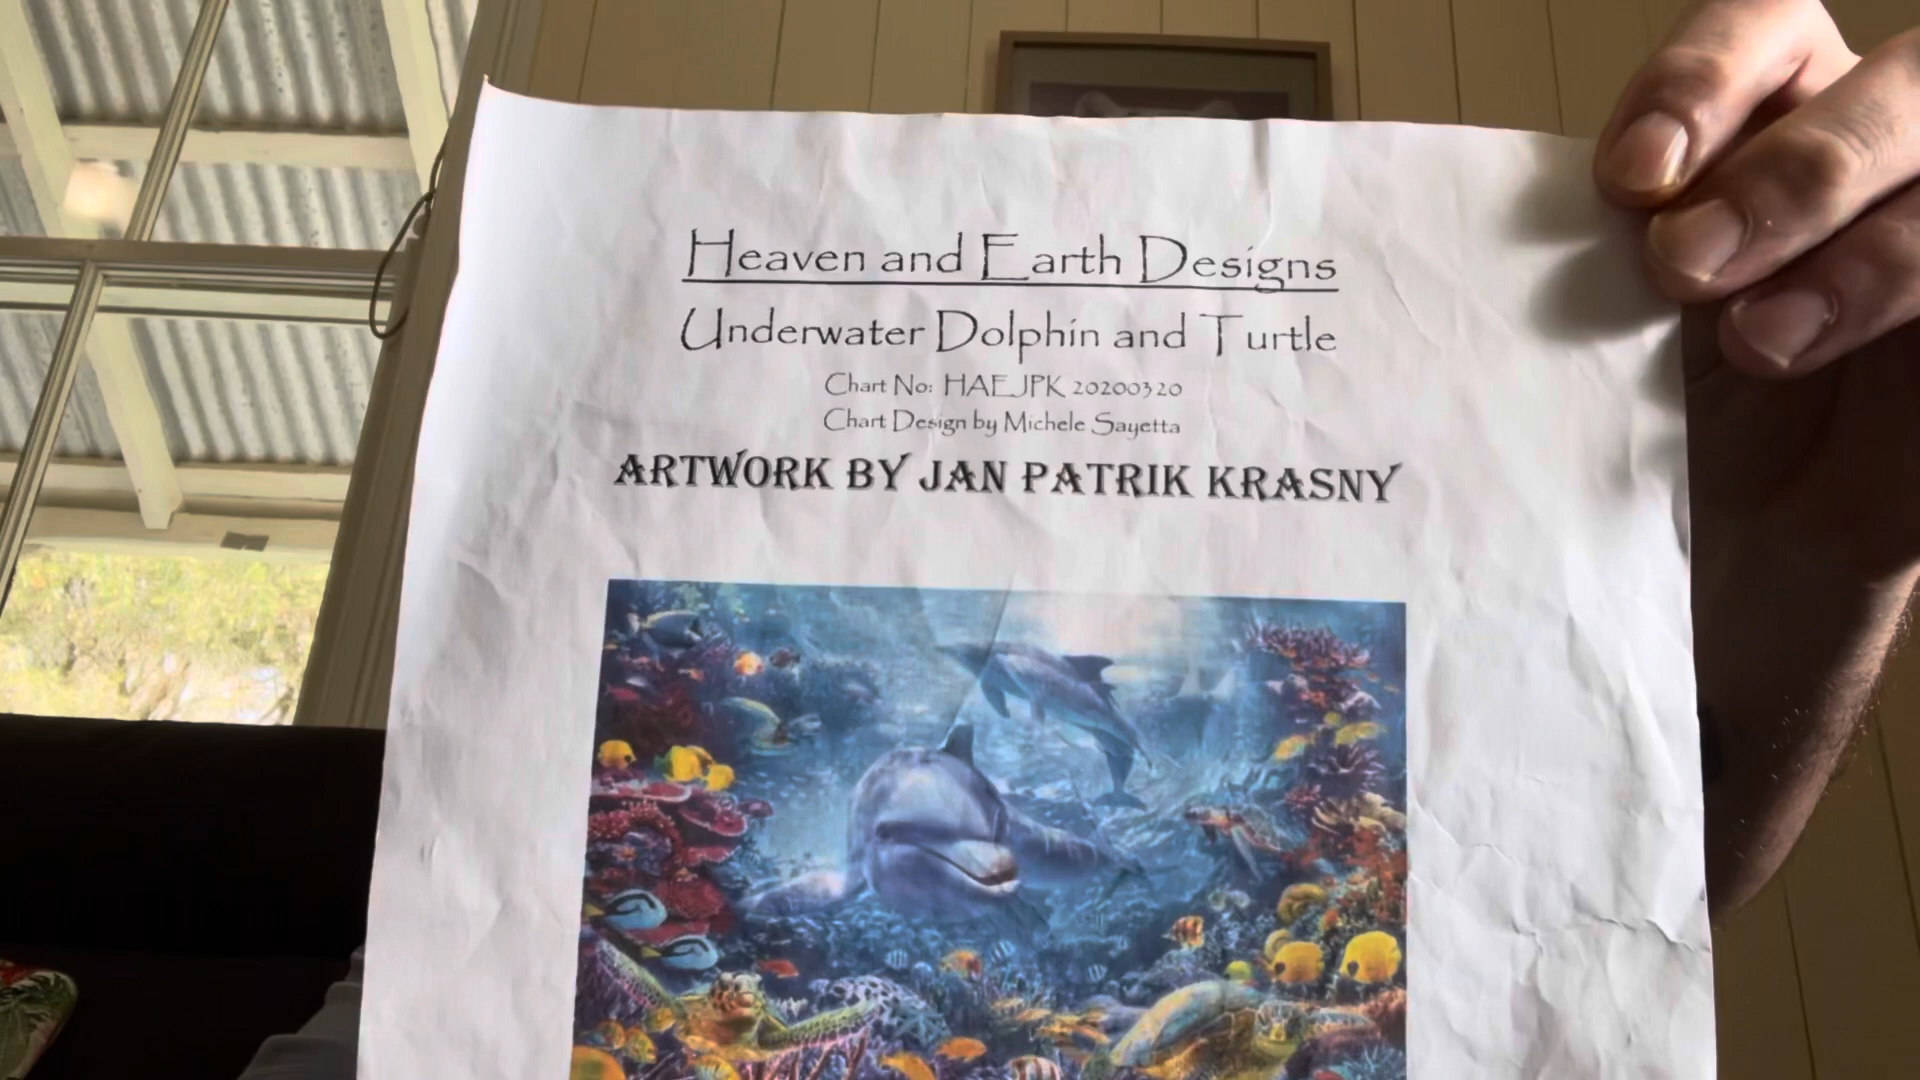 Heaven and Earth Designs
Underwater Dolphin and Turtle
Chart No: HAEJPK 20200320
Chart Design by Michele Sayetta
ARTWORK BY JAN PATRIK KRASNY